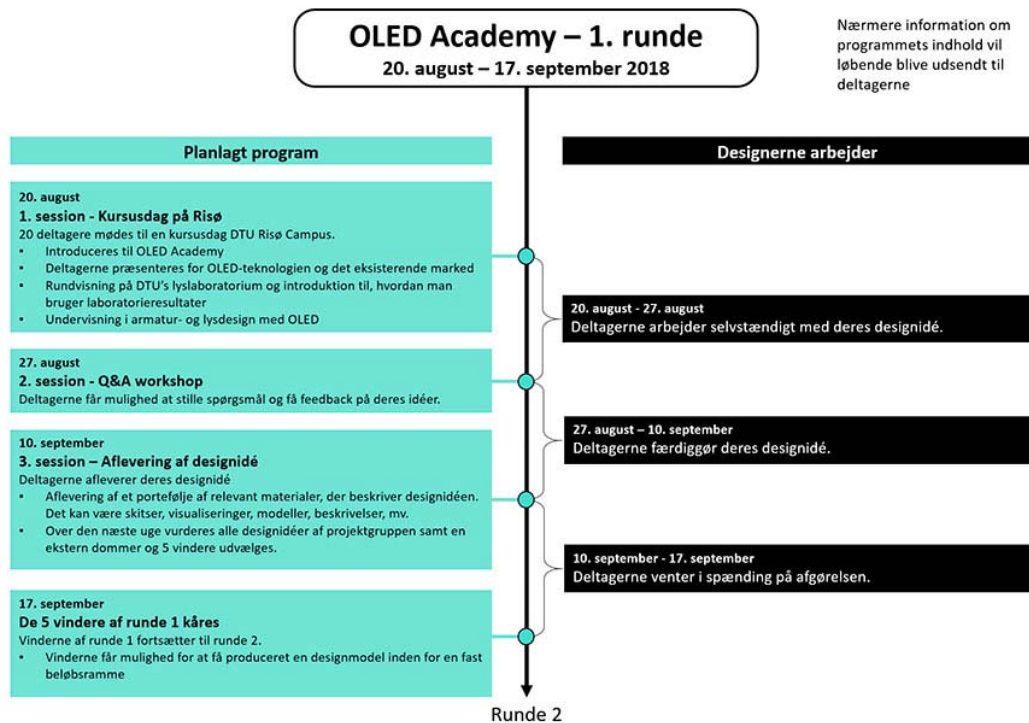 OLED Academy – 1. runde
20. august – 17. september 2018
Nærmere information om
programmets indhold vil
løbende blive udsendt til
deltagerne
Planlagt program
20. august
1. session - Kursusdag på Risø
20 deltagere mødes til en kursusdag DTU Risø Campus.
• Introduceres til OLED Academy
• Deltagerne præsenteres for OLED-teknologien og det eksisterende marked
• Rundvisning på DTU's lyslaboratorium og introduktion til, hvordan man
bruger laboratorieresultater
• Undervisning i armatur- og lysdesign med OLED
27. august
2. session - Q&A workshop
Deltagerne får mulighed at stille spørgsmål og få feedback på deres idéer.
10. september
3. session – Aflevering af designidé
Deltagerne afleverer deres designidé
• Aflevering af et portefølje af relevant materialer, der beskriver designidéen.
Det kan være skitser, visualiseringer, modeller, beskrivelser, mv.
• Over den næste uge vurderes alle designidéer af projektgruppen samt en
ekstern dommer og 5 vindere udvælges.
17. september
De 5 vindere af runde 1 kåres
Vinderne af runde 1 fortsætter til runde 2.
• Vinderne får mulighed for at få produceret en designmodel inden for en fast
beløbsramme
Designerne arbejder
20. august - 27. august
Deltagerne arbejder selvstændigt med deres designidé.
27. august – 10. september
Deltagerne færdiggør deres designidé.
10. september - 17. september
Deltagerne venter i spænding på afgørelsen.
Runde 2